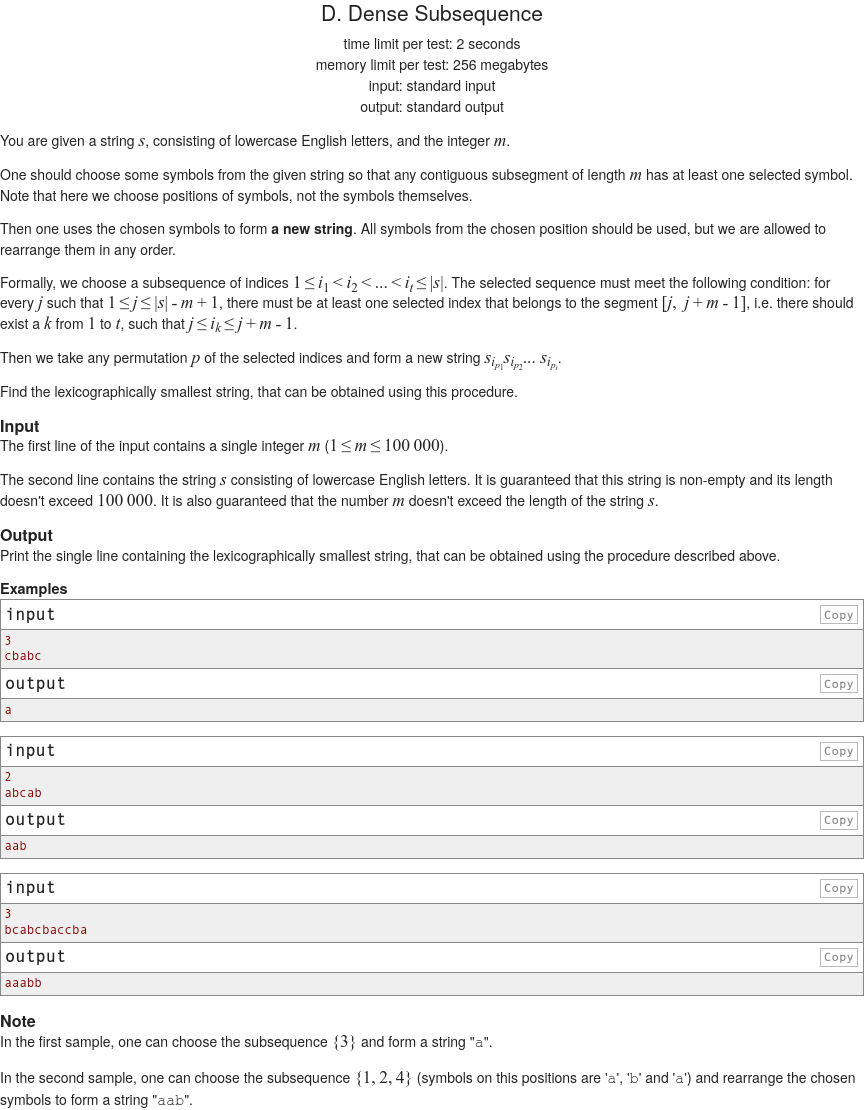 D. Dense Subsequence
time limit per test: 2 seconds
memory limit per test: 256 megabytes
input: standard input
output: standard output
You are given a string s, consisting of lowercase English letters, and the integer m.
One should choose some symbols from the given string so that any contiguous subsegment of length m has at least one selected symbol.
Note that here we choose positions of symbols, not the symbols themselves.
Then one uses the chosen symbols to form a new string. All symbols from the chosen position should be used, but we are allowed to
rearrange them in any order.
Formally, we choose a subsequence of indices 1 ≤ i₁ < i₂ < ... < iₜ ≤ |s|. The selected sequence must meet the following condition: for
every j such that 1 ≤ j ≤ |s| - m + 1, there must be at least one selected index that belongs to the segment [j, j + m - 1], i.e. there should
exist a k from 1 to t, such that j ≤ iₖ ≤ j + m - 1.
Then we take any permutation p of the selected indices and form a new string s_{i_{p_1}}s_{i_{p_2}}... s_{i_{p_t}}.
Find the lexicographically smallest string, that can be obtained using this procedure.
Input
The first line of the input contains a single integer m (1 ≤ m ≤ 100 000).
The second line contains the string s consisting of lowercase English letters. It is guaranteed that this string is non-empty and its length
doesn't exceed 100 000. It is also guaranteed that the number m doesn't exceed the length of the string s.
Output
Print the single line containing the lexicographically smallest string, that can be obtained using the procedure described above.
Examples
input Copy
3
cbabc
output Copy
a
input Copy
2
abcab
output Copy
aab
input Copy
3
bcabcbaccba
output Copy
aaabb
Note
In the first sample, one can choose the subsequence {3} and form a string "a".
In the second sample, one can choose the subsequence {1, 2, 4} (symbols on this positions are 'a', 'b' and 'a') and rearrange the chosen
symbols to form a string "aab".